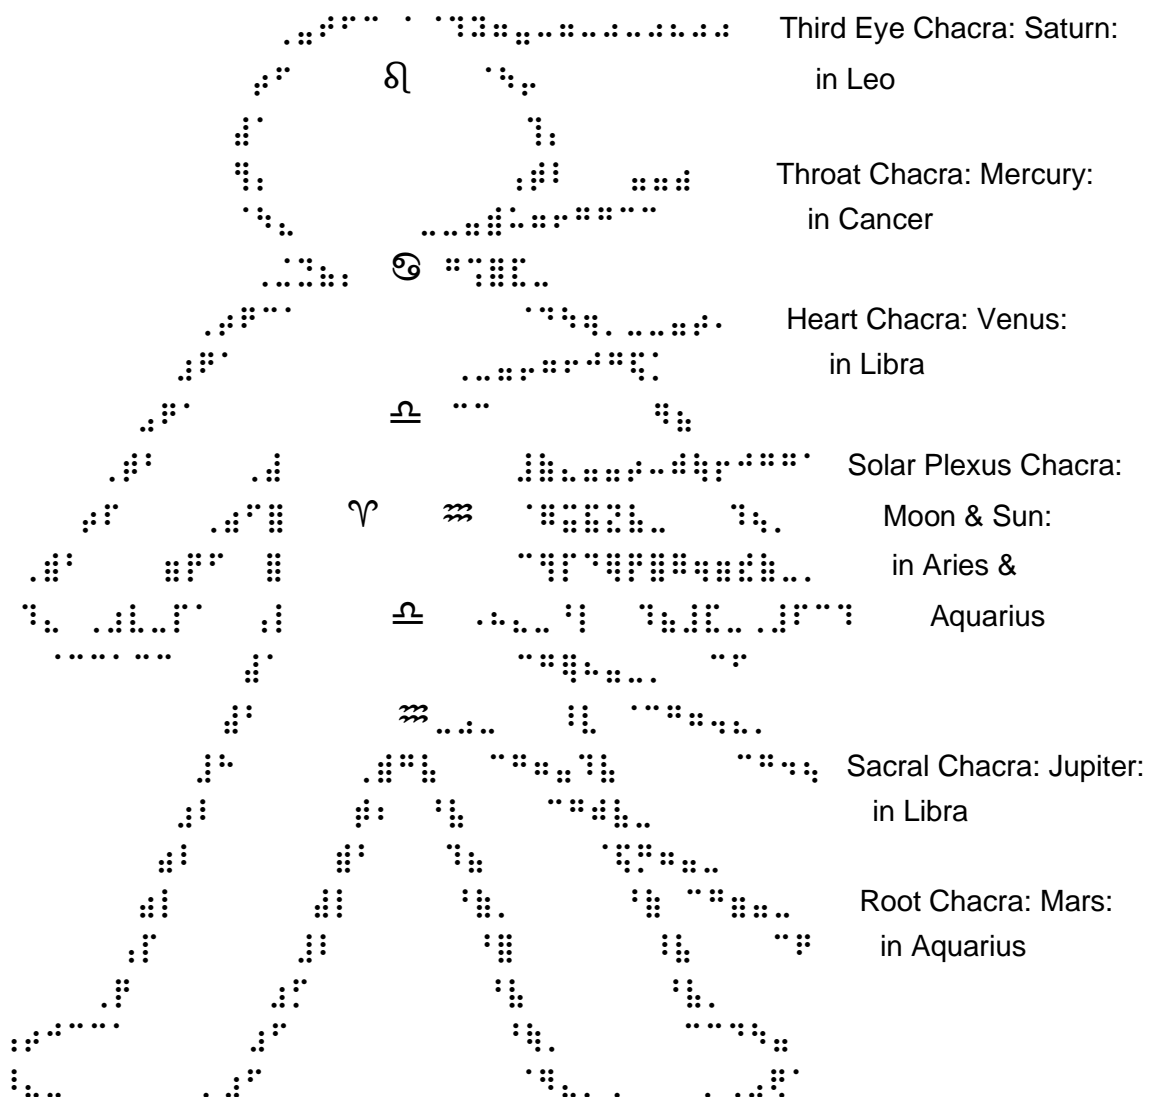 Third Eye Chacra: Saturn:
♌
in Leo
Throat Chacra: Mercury:
in Cancer
♋
Heart Chacra: Venus:
in Libra
♎
Solar Plexus Chacra:
♈ ♒
Moon & Sun:
in Aries &
♎
Aquarius
♒
Sacral Chacra: Jupiter:
in Libra
Root Chacra: Mars:
in Aquarius